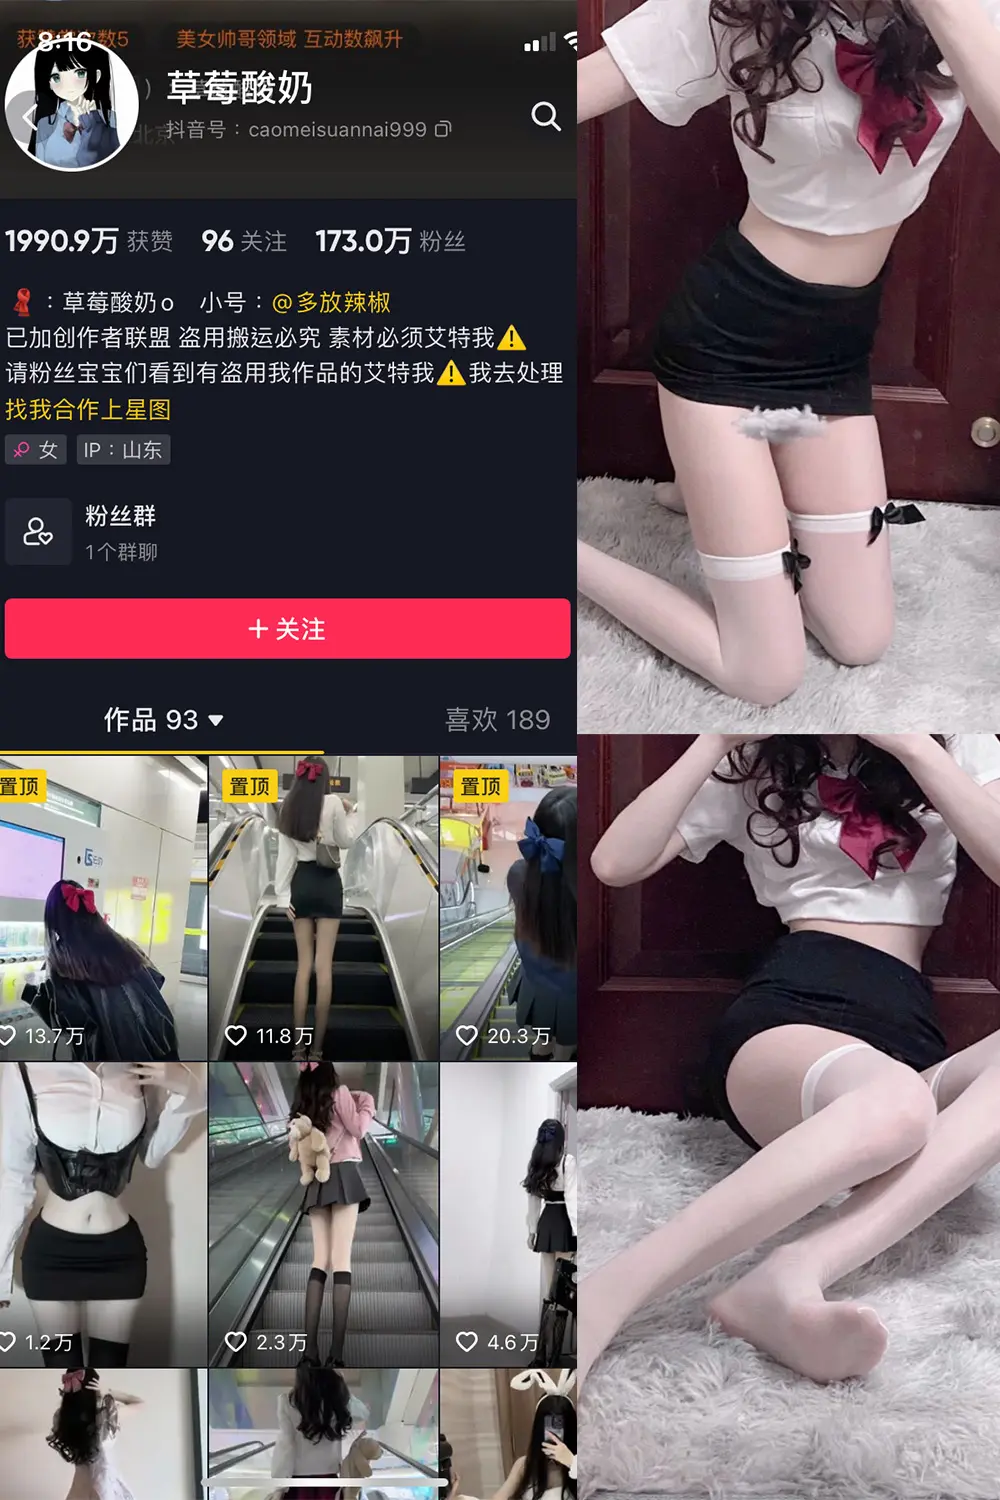 8:16
美女帅哥领域 互动数飙升
草莓酸奶
抖音号：caomeisuannai999
1990.9万 获赞 96 关注 173.0万 粉丝
：草莓酸奶o 小号：@多放辣椒
已加创作者联盟 盗用搬运必究 素材必须艾特我⚠️
请粉丝宝宝们看到有盗用我作品的艾特我⚠️我去处理
找我合作上星图
女 IP：山东
粉丝群
1个群聊
+ 关注
作品 93 喜欢 189
置顶 置顶 置顶
13.7万 11.8万 20.3万
1.2万 2.3万 4.6万